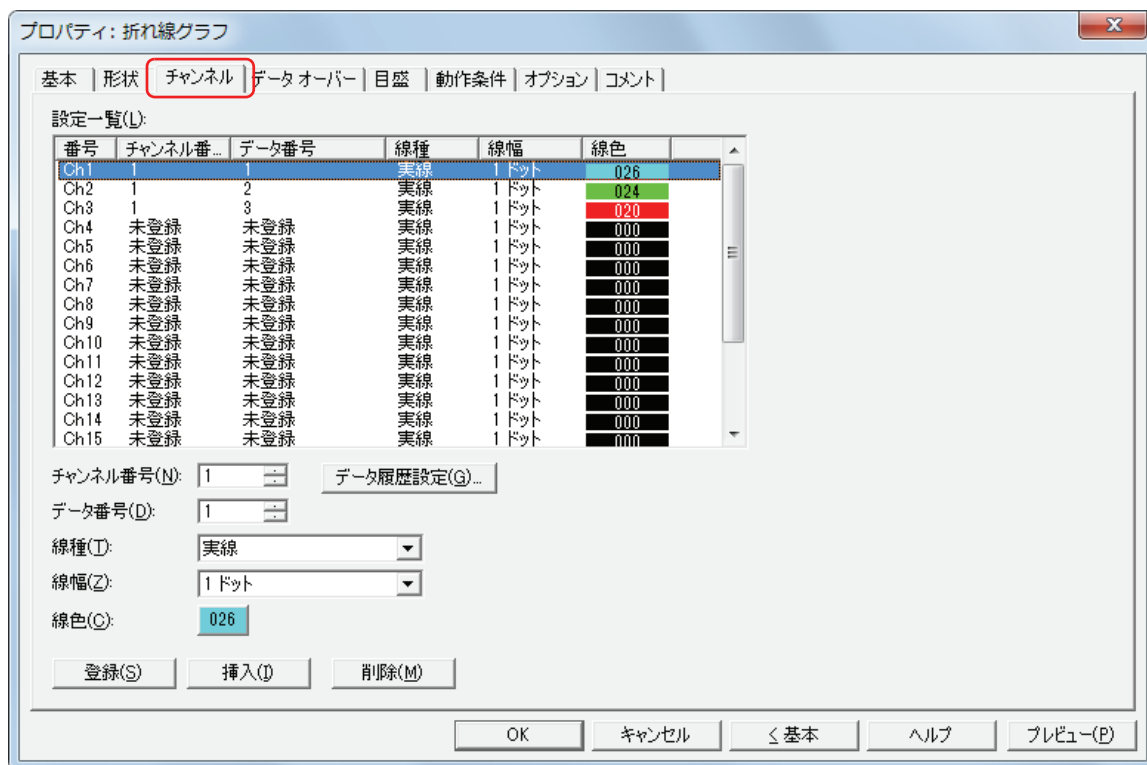 プロパティ: 折れ線グラフ
基本 形状 チャンネル データ オーバー 目盛 動作条件 オプション コメント
設定一覧(L):
番号 チャンネル番... データ番号 線種 線幅 線色
Ch1 1 1 実線 1 ドット 026
Ch2 1 2 実線 1 ドット 024
Ch3 1 3 実線 1 ドット 020
Ch4 未登録 未登録 実線 1 ドット 000
Ch5 未登録 未登録 実線 1 ドット 000
Ch6 未登録 未登録 実線 1 ドット 000
Ch7 未登録 未登録 実線 1 ドット 000
Ch8 未登録 未登録 実線 1 ドット 000
Ch9 未登録 未登録 実線 1 ドット 000
Ch10 未登録 未登録 実線 1 ドット 000
Ch11 未登録 未登録 実線 1 ドット 000
Ch12 未登録 未登録 実線 1 ドット 000
Ch13 未登録 未登録 実線 1 ドット 000
Ch14 未登録 未登録 実線 1 ドット 000
Ch15 未登録 未登録 実線 1 ドット 000
チャンネル番号(N): 1 データ履歴設定(G)...
データ番号(D): 1
線種(T): 実線
線幅(Z): 1 ドット
線色(C): 026
登録(S) 挿入(I) 削除(M)
OK キャンセル < 基本 ヘルプ プレビュー(P)